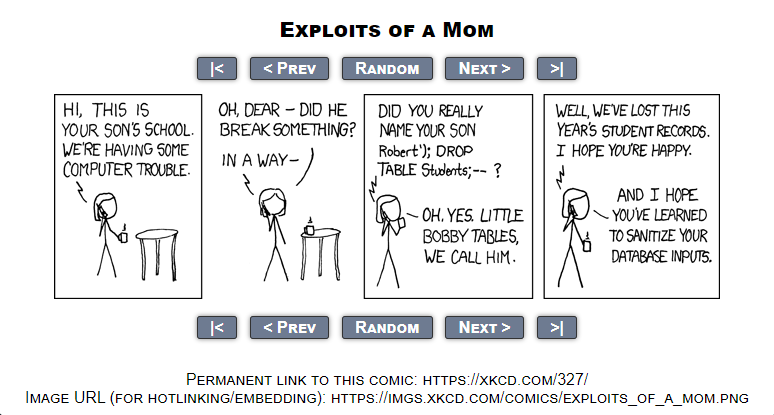 Exploits of a Mom
|<
< Prev
Random
Next >
>|
HI, THIS IS
YOUR SON'S SCHOOL.
WE'RE HAVING SOME
COMPUTER TROUBLE.
OH, DEAR – DID HE
BREAK SOMETHING?
IN A WAY–
DID YOU REALLY
NAME YOUR SON
Robert'); DROP
TABLE Students;-- ?
OH. YES. LITTLE
BOBBY TABLES,
WE CALL HIM.
WELL, WE'VE LOST THIS
YEAR'S STUDENT RECORDS.
I HOPE YOU'RE HAPPY.
AND I HOPE
YOU'VE LEARNED
TO SANITIZE YOUR
DATABASE INPUTS.
|<
< Prev
Random
Next >
>|
Permanent link to this comic: https://xkcd.com/327/
Image URL (for hotlinking/embedding): https://imgs.xkcd.com/comics/exploits_of_a_mom.png